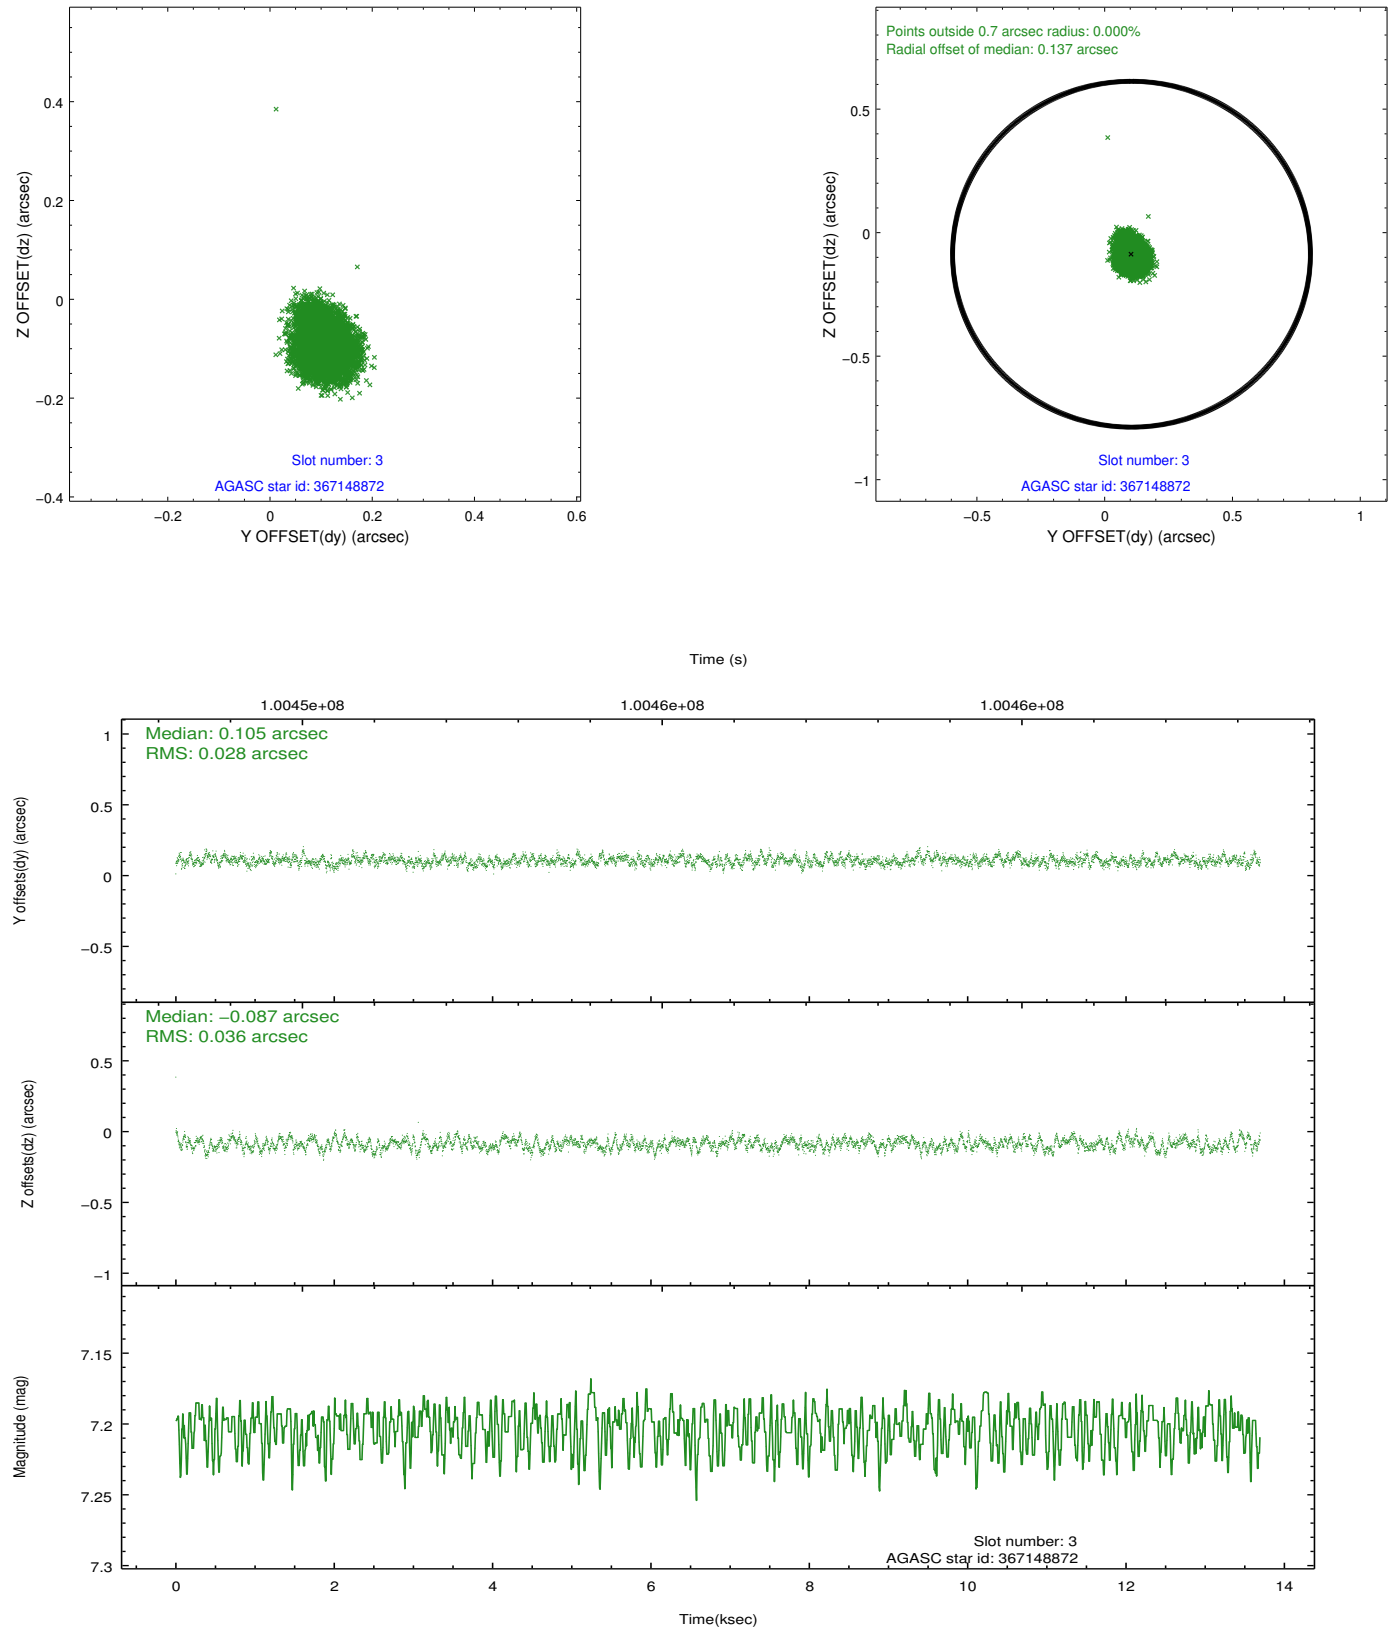 0.4
0.2
0
−0.2
−0.4
Z OFFSET(dz) (arcsec)
Slot number: 3
AGASC star id: 367148872
−0.2
0
0.2
0.4
0.6
Y OFFSET(dy) (arcsec)
Points outside 0.7 arcsec radius: 0.000%
Radial offset of median: 0.137 arcsec
0.5
0
−0.5
−1
Z OFFSET(dz) (arcsec)
Slot number: 3
AGASC star id: 367148872
−0.5
0
0.5
1
Y OFFSET(dy) (arcsec)
Time (s)
1.0045e+08
1.0046e+08
1.0046e+08
Median: 0.105 arcsec
RMS: 0.028 arcsec
1
0.5
0
−0.5
Y offsets(dy) (arcsec)
Median: −0.087 arcsec
RMS: 0.036 arcsec
0.5
0
−0.5
−1
Z offsets(dz) (arcsec)
7.15
7.2
7.25
7.3
Magnitude (mag)
Slot number: 3
AGASC star id: 367148872
0
2
4
6
8
10
12
14
Time(ksec)